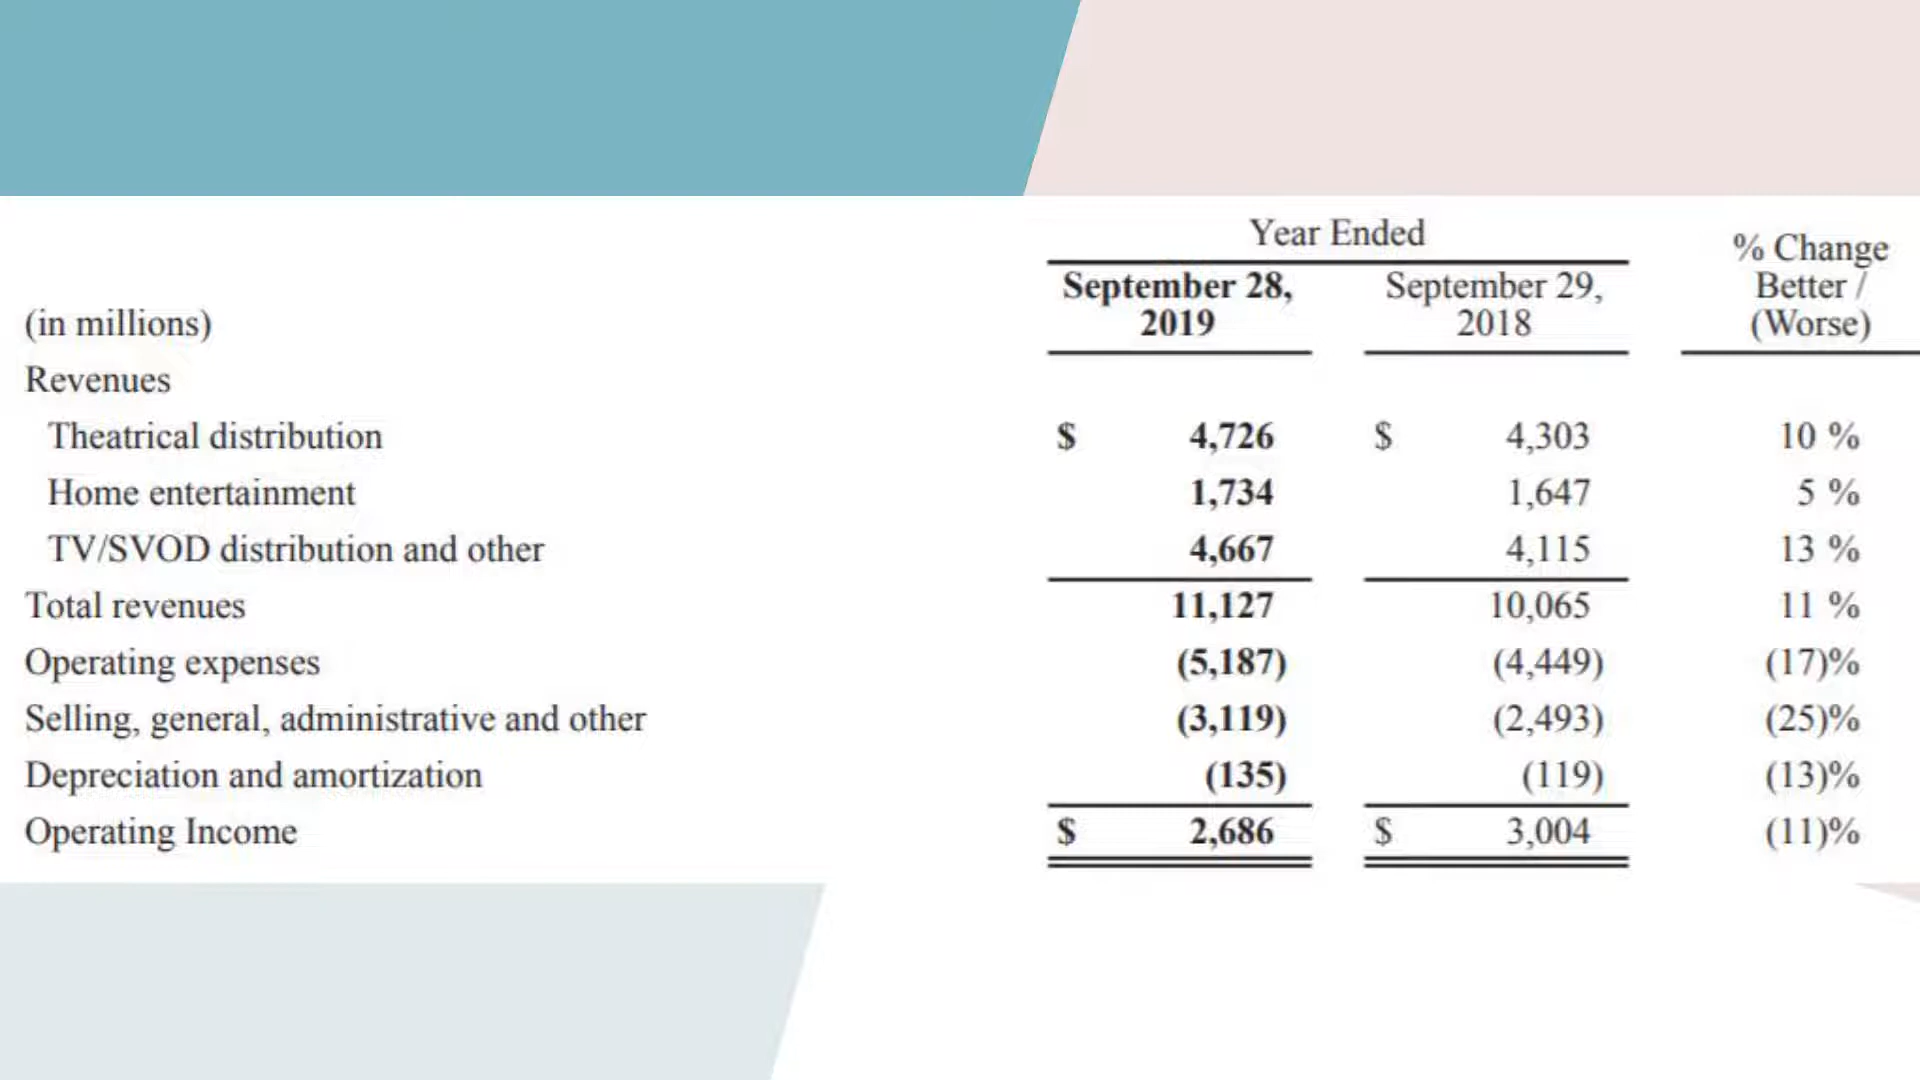 Year Ended
% Change
Better /
(Worse)
September 28,
2019
September 29,
2018
(in millions)
Revenues
Theatrical distribution $ 4,726 $ 4,303 10 %
Home entertainment 1,734 1,647 5 %
TV/SVOD distribution and other 4,667 4,115 13 %
Total revenues 11,127 10,065 11 %
Operating expenses (5,187) (4,449) (17)%
Selling, general, administrative and other (3,119) (2,493) (25)%
Depreciation and amortization (135) (119) (13)%
Operating Income $ 2,686 $ 3,004 (11)%